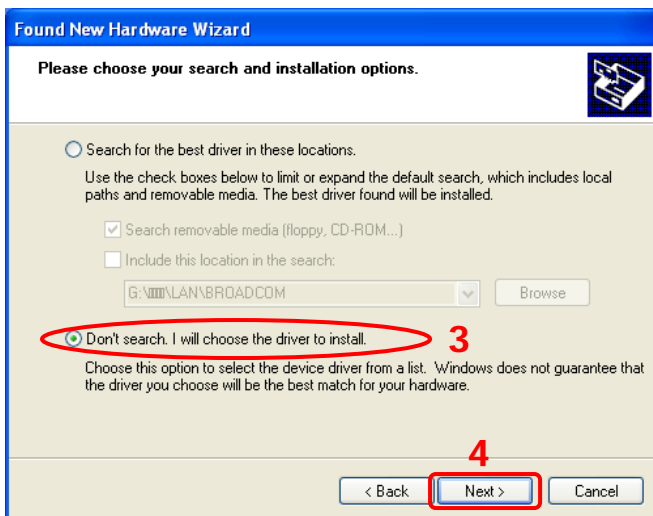 Found New Hardware Wizard
Please choose your search and installation options.
Search for the best driver in these locations.
Use the check boxes below to limit or expand the default search, which includes local
paths and removable media. The best driver found will be installed.
Search removable media (floppy, CD-ROM...)
Include this location in the search:
G:\ \LAN\BROADCOM
Browse
Don't search. I will choose the driver to install.
3
Choose this option to select the device driver from a list. Windows does not guarantee that
the driver you choose will be the best match for your hardware.
4
< Back
Next >
Cancel